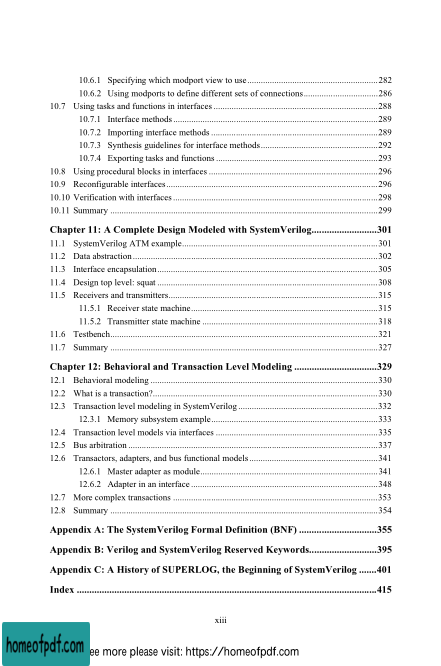 10.6.1 Specifying which modport view to use..........282
10.6.2 Using modports to define different sets of connections..........286
10.7 Using tasks and functions in interfaces ..........288
10.7.1 Interface methods ..........289
10.7.2 Importing interface methods ..........289
10.7.3 Synthesis guidelines for interface methods..........292
10.7.4 Exporting tasks and functions ..........293
10.8 Using procedural blocks in interfaces ..........296
10.9 Reconfigurable interfaces ..........296
10.10 Verification with interfaces ..........298
10.11 Summary ..........299
Chapter 11: A Complete Design Modeled with SystemVerilog..........301
11.1 SystemVerilog ATM example..........301
11.2 Data abstraction..........302
11.3 Interface encapsulation..........305
11.4 Design top level: squat ..........308
11.5 Receivers and transmitters..........315
11.5.1 Receiver state machine..........315
11.5.2 Transmitter state machine ..........318
11.6 Testbench..........321
11.7 Summary ..........327
Chapter 12: Behavioral and Transaction Level Modeling ..........329
12.1 Behavioral modeling ..........330
12.2 What is a transaction?..........330
12.3 Transaction level modeling in SystemVerilog ..........332
12.3.1 Memory subsystem example..........333
12.4 Transaction level models via interfaces ..........335
12.5 Bus arbitration ..........337
12.6 Transactors, adapters, and bus functional models ..........341
12.6.1 Master adapter as module..........341
12.6.2 Adapter in an interface ..........348
12.7 More complex transactions ..........353
12.8 Summary ..........354
Appendix A: The SystemVerilog Formal Definition (BNF) ..........355
Appendix B: Verilog and SystemVerilog Reserved Keywords..........395
Appendix C: A History of SUPERLOG, the Beginning of SystemVerilog .......401
Index ..........415
xiii
homeofpdf.com
ee more please visit: https://homeofpdf.com